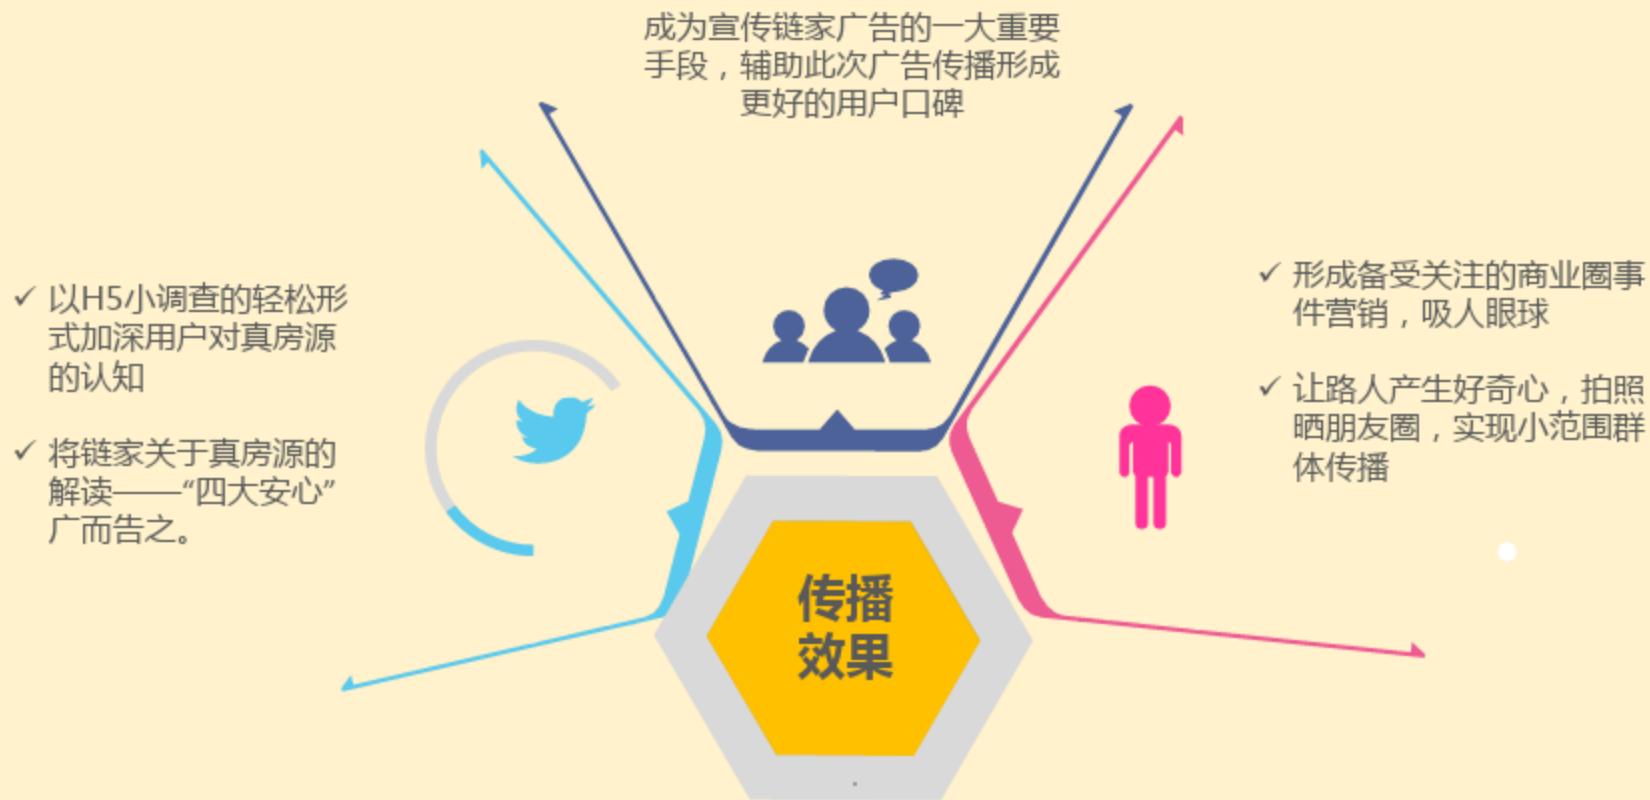 成为宣传链家广告的一大重要
手段，辅助此次广告传播形成
更好的用户口碑
✓ 以H5小调查的轻松形
式加深用户对真房源
的认知
✓ 将链家关于真房源的
解读——“四大安心”
广而告之。
✓ 形成备受关注的商业圈事
件营销，吸人眼球
✓ 让路人产生好奇心，拍照
晒朋友圈，实现小范围群
体传播
传播
效果